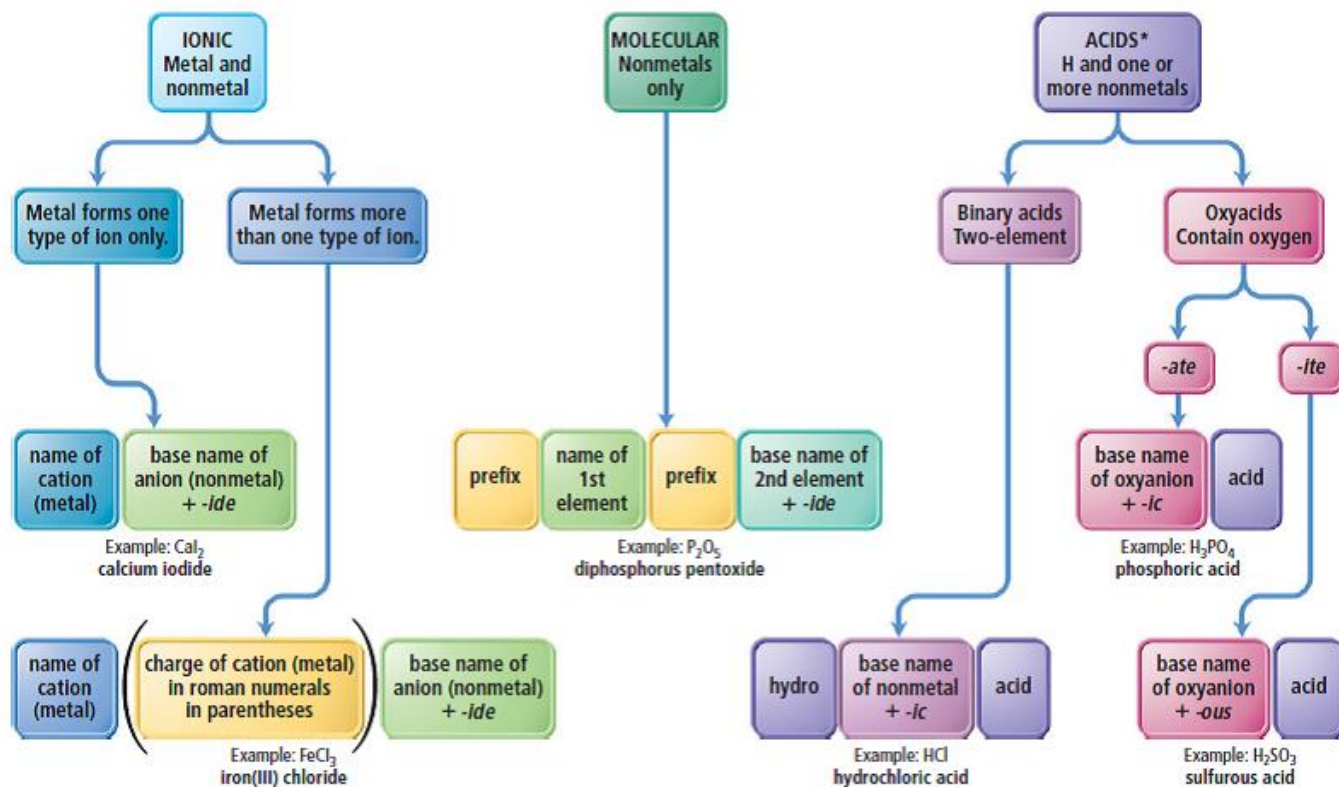 IONIC
Metal and
nonmetal
MOLECULAR
Nonmetals
only
ACIDS*
H and one or
more nonmetals
Metal forms one
type of ion only.
Metal forms more
than one type of ion.
Binary acids
Two-element
Oxyacids
Contain oxygen
-ate
-ite
name of
cation
(metal)
base name of
anion (nonmetal)
+ -ide
Example: CaI₂
calcium iodide
prefix
name of
1st
element
prefix
base name of
2nd element
+ -ide
Example: P₂O₅
diphosphorus pentoxide
base name
of oxyanion
+ -ic
acid
Example: H₃PO₄
phosphoric acid
name of
cation
(metal)
(charge of cation (metal)
in roman numerals
in parentheses)
base name of
anion (nonmetal)
+ -ide
Example: FeCl₃
iron(III) chloride
hydro
base name
of nonmetal
+ -ic
acid
Example: HCl
hydrochloric acid
base name
of oxyanion
+ -ous
acid
Example: H₂SO₃
sulfurous acid